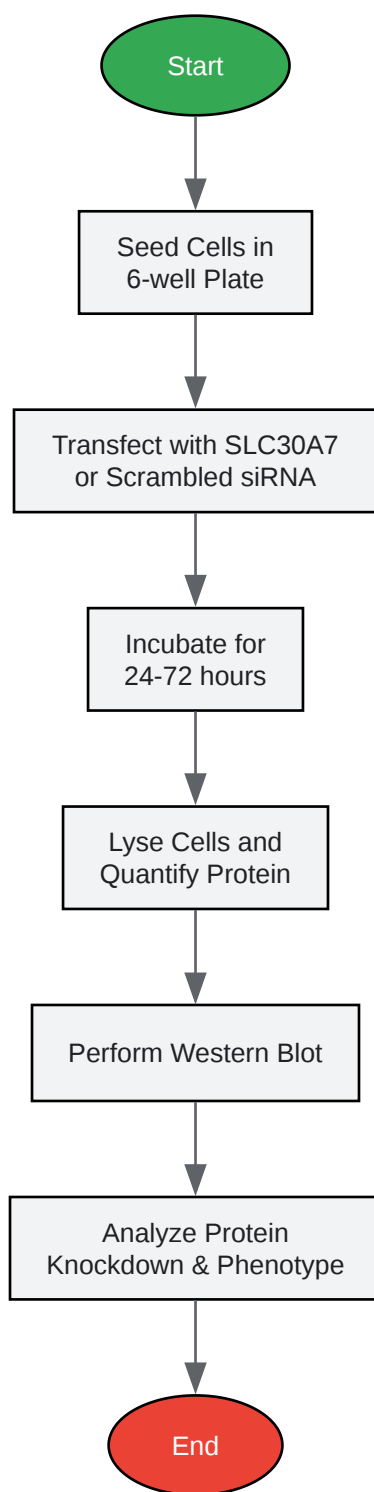 Start
Seed Cells in
6-well Plate
Transfect with SLC30A7
or Scrambled siRNA
Incubate for
24-72 hours
Lyse Cells and
Quantify Protein
Perform Western Blot
Analyze Protein
Knockdown & Phenotype
End